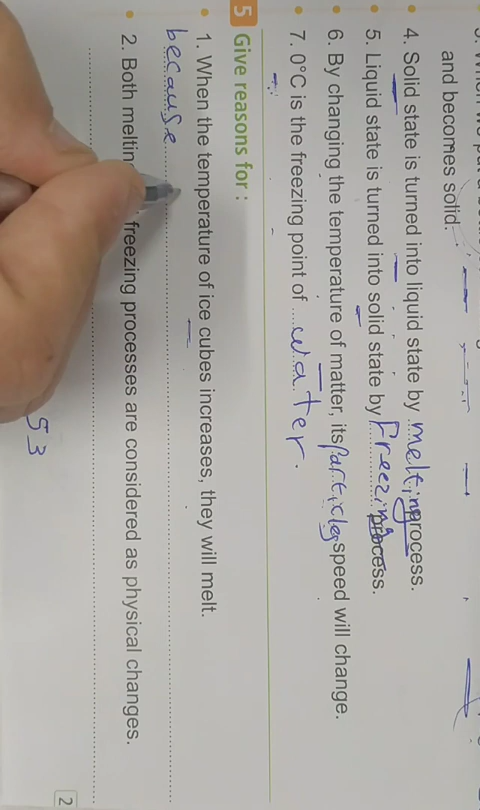 and becomes solid.
4. Solid state is turned into liquid state by melting process.
5. Liquid state is turned into solid state by Freezing process.
6. By changing the temperature of matter, its particles speed will change.
7. 0°C is the freezing point of water.
5 Give reasons for :
1. When the temperature of ice cubes increases, they will melt.
because
2. Both freezing processes are considered as physical changes.
53
2